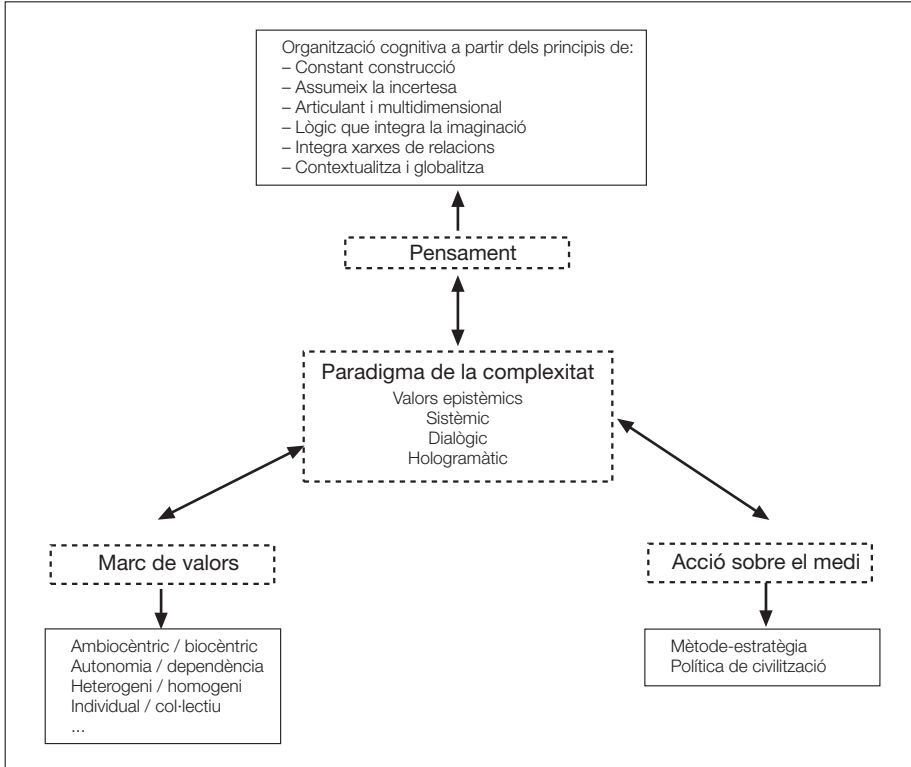 Organització cognitiva a partir dels principis de:
– Constant construcció
– Assumeix la incertesa
– Articulant i multidimensional
– Lògic que integra la imaginació
– Integra xarxes de relacions
– Contextualitza i globalitza
Pensament
Paradigma de la complexitat
Valors epistèmics
Sistèmic
Dialògic
Hologramàtic
Marc de valors
Ambiocèntric / biocèntric
Autonomia / dependència
Heterogeni / homogeni
Individual / col·lectiu
...
Acció sobre el medi
Mètode-estratègia
Política de civilització